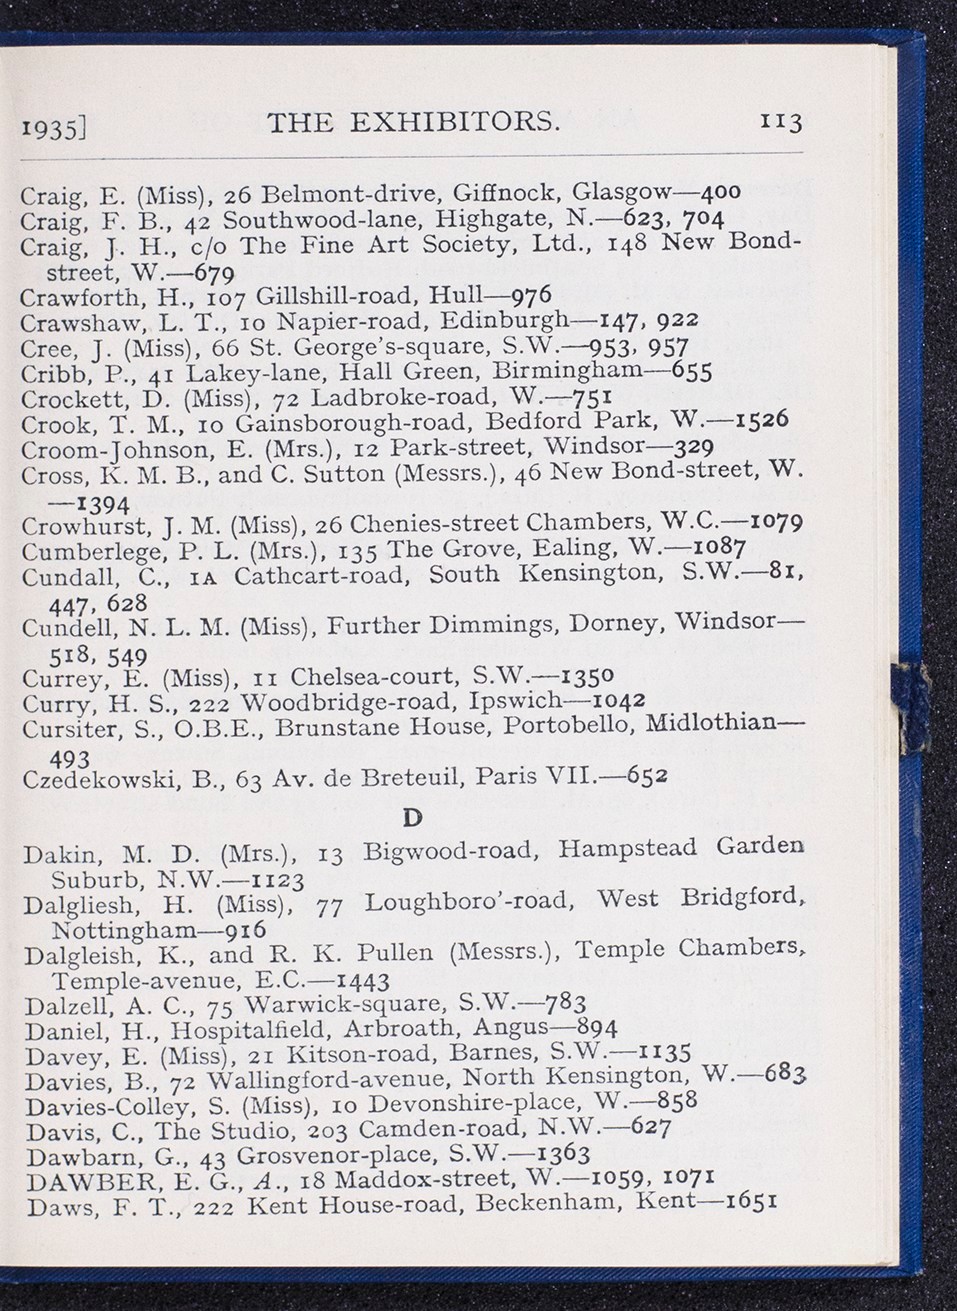 1935] THE EXHIBITORS. 113
Craig, E. (Miss), 26 Belmont-drive, Giffnock, Glasgow—400
Craig, F. B., 42 Southwood-lane, Highgate, N.—623, 704
Craig, J. H., c/o The Fine Art Society, Ltd., 148 New Bond-
street, W.—679
Crawforth, H., 107 Gillshill-road, Hull—976
Crawshaw, L. T., 10 Napier-road, Edinburgh—147, 922
Cree, J. (Miss), 66 St. George's-square, S.W.—953, 957
Cribb, P., 41 Lakey-lane, Hall Green, Birmingham—655
Crockett, D. (Miss), 72 Ladbroke-road, W.—751
Crook, T. M., 10 Gainsborough-road, Bedford Park, W.—1526
Croom-Johnson, E. (Mrs.), 12 Park-street, Windsor—329
Cross, K. M. B., and C. Sutton (Messrs.), 46 New Bond-street, W.
—1394
Crowhurst, J. M. (Miss), 26 Chenies-street Chambers, W.C.—1079
Cumberlege, P. L. (Mrs.), 135 The Grove, Ealing, W.—1087
Cundall, C., 1A Cathcart-road, South Kensington, S.W.—81,
447, 628
Cundell, N. L. M. (Miss), Further Dimmings, Dorney, Windsor—
518, 549
Currey, E. (Miss), 11 Chelsea-court, S.W.—1350
Curry, H. S., 222 Woodbridge-road, Ipswich—1042
Cursiter, S., O.B.E., Brunstane House, Portobello, Midlothian—
493
Czedekowski, B., 63 Av. de Breteuil, Paris VII.—652
D
Dakin, M. D. (Mrs.), 13 Bigwood-road, Hampstead Garden
Suburb, N.W.—1123
Dalgliesh, H. (Miss), 77 Loughboro'-road, West Bridgford,
Nottingham—916
Dalgleish, K., and R. K. Pullen (Messrs.), Temple Chambers,
Temple-avenue, E.C.—1443
Dalzell, A. C., 75 Warwick-square, S.W.—783
Daniel, H., Hospitalfield, Arbroath, Angus—894
Davey, E. (Miss), 21 Kitson-road, Barnes, S.W.—1135
Davies, B., 72 Wallingford-avenue, North Kensington, W.—683
Davies-Colley, S. (Miss), 10 Devonshire-place, W.—858
Davis, C., The Studio, 203 Camden-road, N.W.—627
Dawbarn, G., 43 Grosvenor-place, S.W.—1363
DAWBER, E. G., A., 18 Maddox-street, W.—1059, 1071
Daws, F. T., 222 Kent House-road, Beckenham, Kent—1651